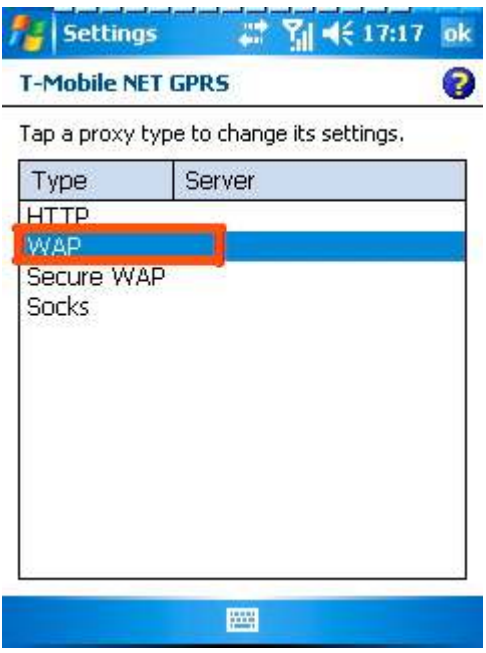 Settings 17:17 ok
T-Mobile NET GPRS
Tap a proxy type to change its settings.
Type Server
HTTP
WAP
Secure WAP
Socks